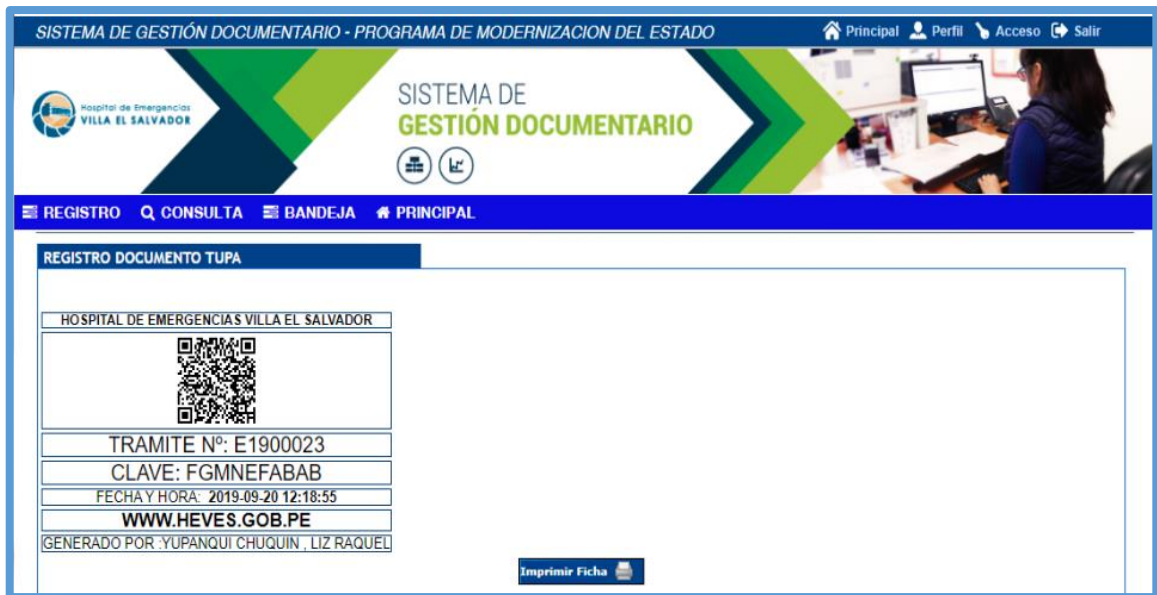 SISTEMA DE GESTIÓN DOCUMENTARIO - PROGRAMA DE MODERNIZACION DEL ESTADO
Principal Perfil Acceso Salir
Hospital de Emergencias
VILLA EL SALVADOR
SISTEMA DE
GESTIÓN DOCUMENTARIO
REGISTRO CONSULTA BANDEJA PRINCIPAL
REGISTRO DOCUMENTO TUPA
HOSPITAL DE EMERGENCIAS VILLA EL SALVADOR
TRAMITE Nº: E1900023
CLAVE: FGMNEFABAB
FECHA Y HORA: 2019-09-20 12:18:55
WWW.HEVES.GOB.PE
GENERADO POR :YUPANQUI CHUQUIN , LIZ RAQUEL
Imprimir Ficha